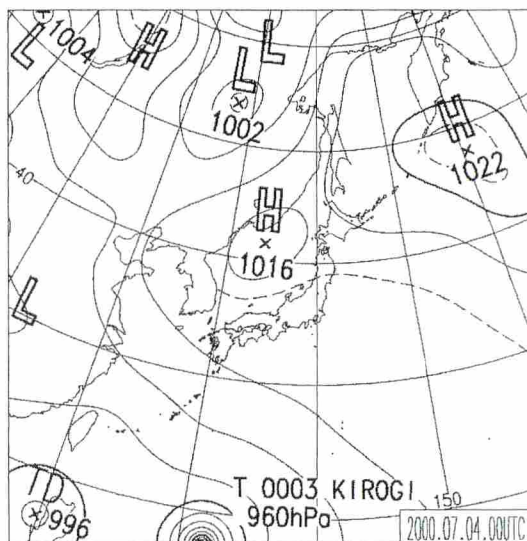 L
1004
H
L
L
1002
H
1022
40
H
1016
L
TD
996
T 0003 KIROGI
960hPa
150
2000.07.04.00UTC